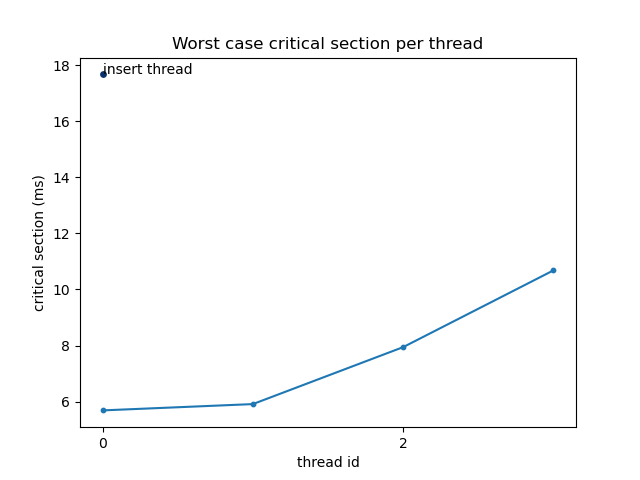 Worst case critical section per thread
18
insert thread
16
14
12
10
8
6
critical section (ms)
0
2
thread id